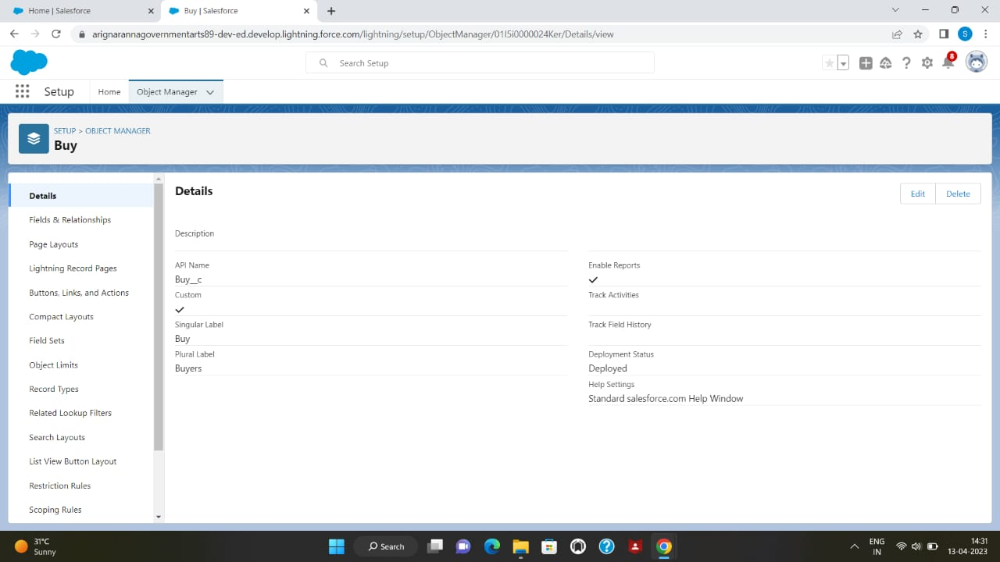 Home | Salesforce
Buy | Salesforce
arignarannagovernmentarts89-dev-ed.develop.lightning.force.com/lightning/setup/ObjectManager/01I5i0000024Ker/Details/view
S
Search Setup
8
Setup
Home
Object Manager
SETUP > OBJECT MANAGER
Buy
Details
Fields & Relationships
Page Layouts
Lightning Record Pages
Buttons, Links, and Actions
Compact Layouts
Field Sets
Object Limits
Record Types
Related Lookup Filters
Search Layouts
List View Button Layout
Restriction Rules
Scoping Rules
Details
Edit
Delete
Description
API Name
Buy__c
Custom
Singular Label
Buy
Plural Label
Buyers
Enable Reports
Track Activities
Track Field History
Deployment Status
Deployed
Help Settings
Standard salesforce.com Help Window
31°C
Sunny
Search
ENG
IN
14:31
13-04-2023